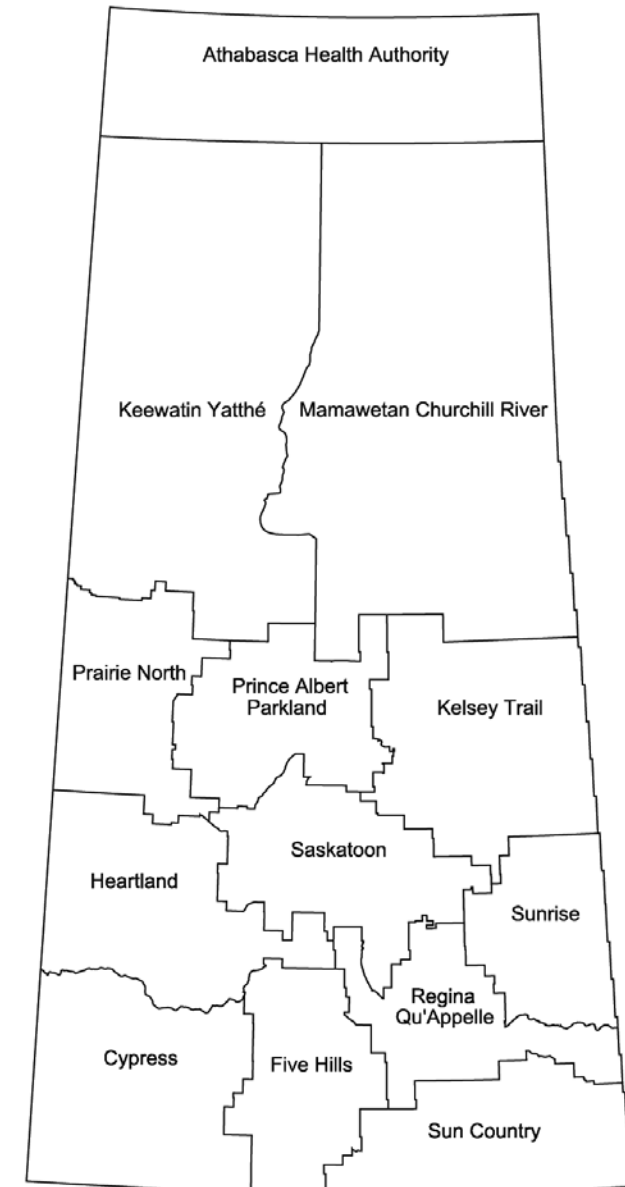 Athabasca Health Authority
Keewatin Yatthé
Mamawetan Churchill River
Prairie North
Prince Albert
Parkland
Kelsey Trail
Saskatoon
Heartland
Sunrise
Regina
Qu'Appelle
Cypress
Five Hills
Sun Country